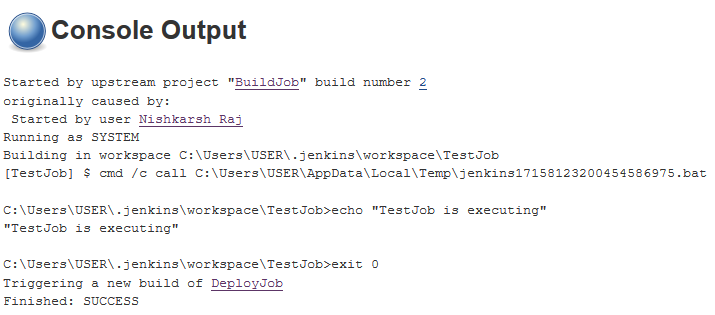 Console Output
Started by upstream project "BuildJob" build number 2
originally caused by:
Started by user Nishkarsh Raj
Running as SYSTEM
Building in workspace C:\Users\USER\.jenkins\workspace\TestJob
[TestJob] $ cmd /c call C:\Users\USER\AppData\Local\Temp\jenkins17158123200454586975.bat
C:\Users\USER\.jenkins\workspace\TestJob>echo "TestJob is executing"
"TestJob is executing"
C:\Users\USER\.jenkins\workspace\TestJob>exit 0
Triggering a new build of DeployJob
Finished: SUCCESS